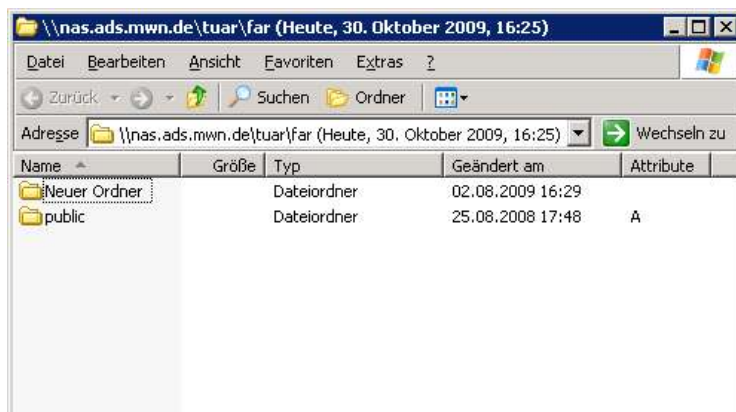 \\nas.ads.mwn.de\tuar\far (Heute, 30. Oktober 2009, 16:25)
Datei Bearbeiten Ansicht Favoriten Extras ?
Zurück Suchen Ordner
Adresse \\nas.ads.mwn.de\tuar\far (Heute, 30. Oktober 2009, 16:25) Wechseln zu
Name Größe Typ Geändert am Attribute
Neuer Ordner Dateiordner 02.08.2009 16:29
public Dateiordner 25.08.2008 17:48 A